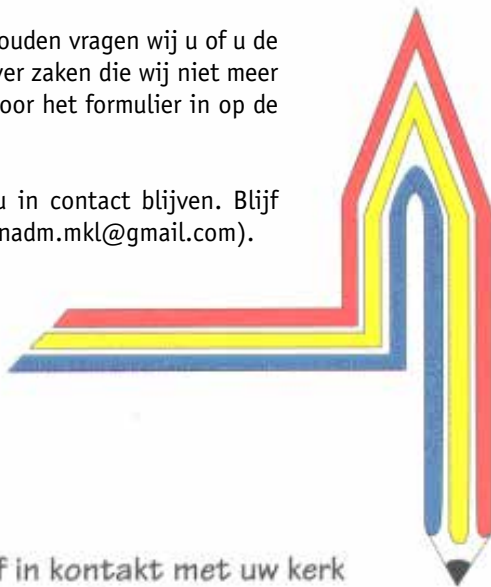 ouden vragen wij u of u de
ver zaken die wij niet meer
oor het formulier in op de
u in contact blijven. Blijf
nadm.mkl@gmail.com).
f in kontakt met uw kerk